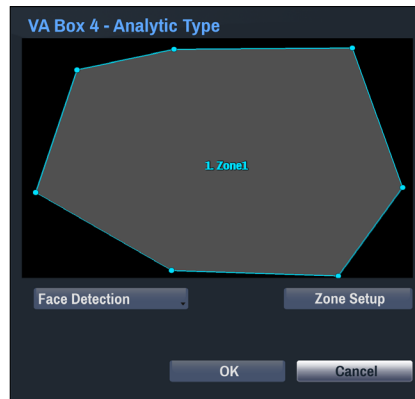 VA Box 4 - Analytic Type
1. Zone1
Face Detection
Zone Setup
OK
Cancel